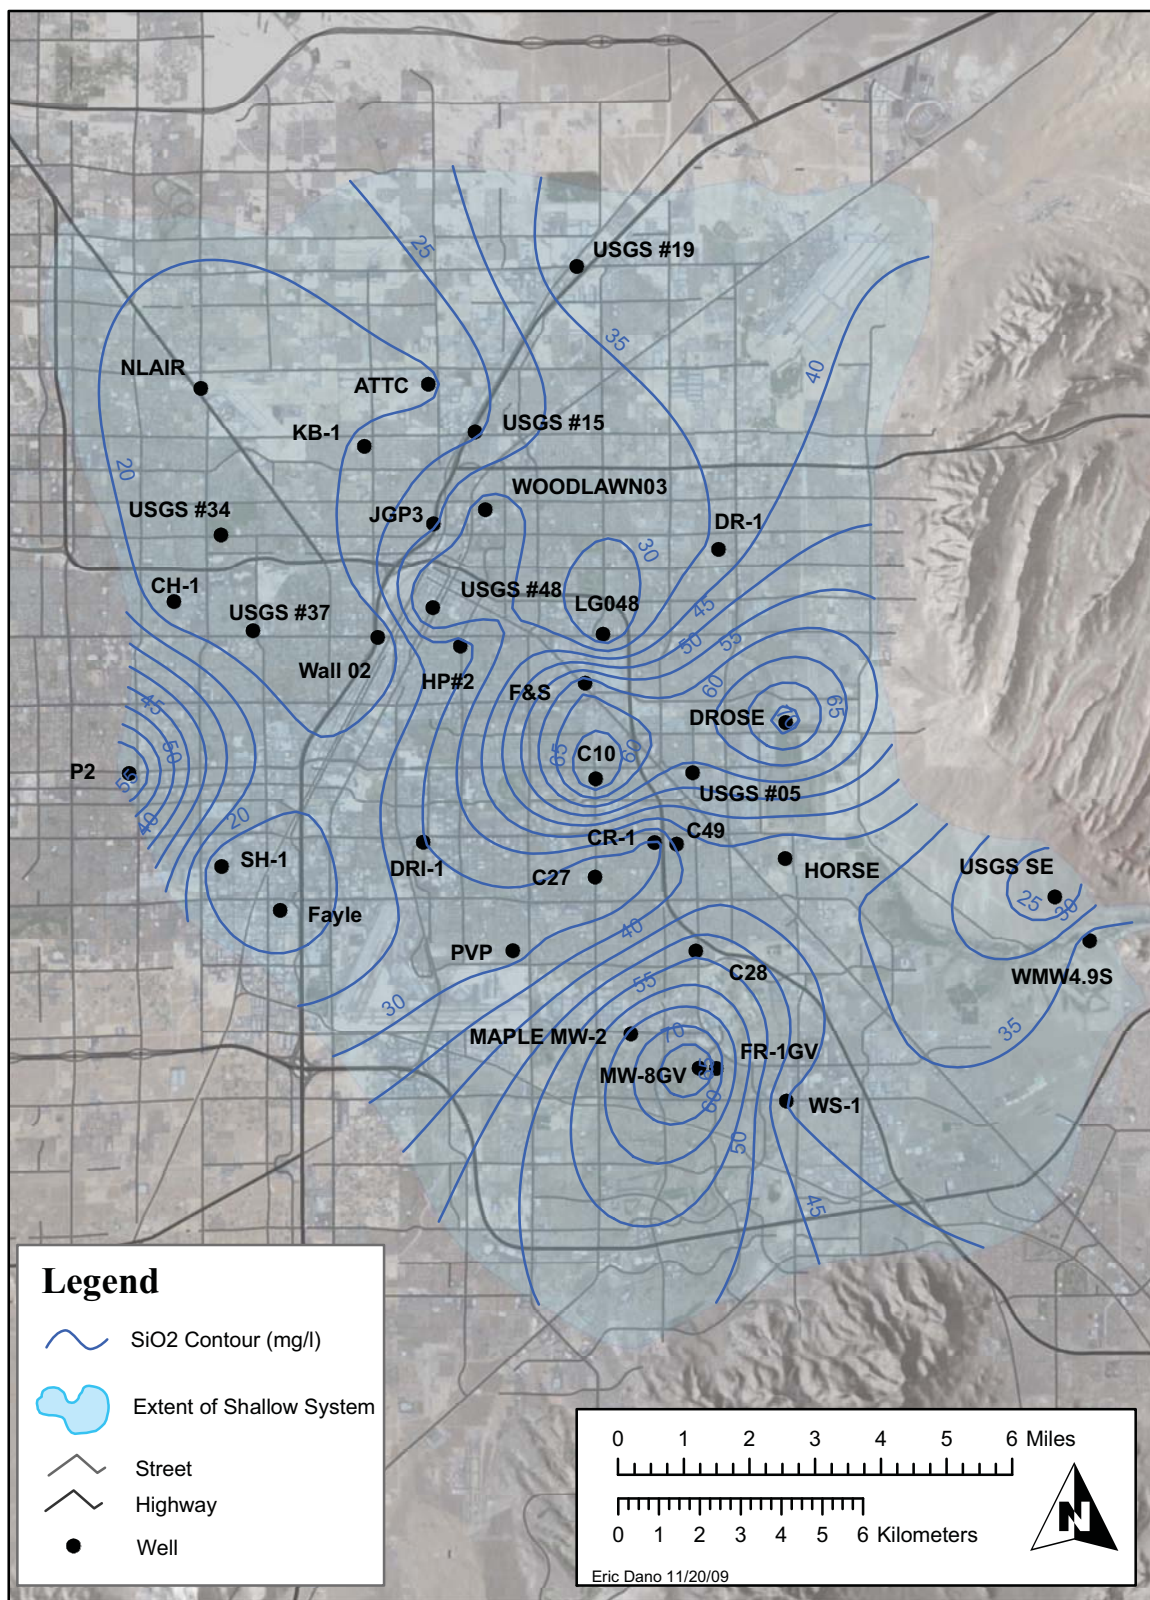 25
USGS #19
35
40
NLAIR
ATTC
KB-1
USGS #15
20
WOODLAWN03
USGS #34
JGP3
DR-1
30
CH-1
USGS #37
USGS #48
LG048
45
50
55
Wall 02
HP#2
F&S
60
65
DROSE
45
50
P2
55
40
C10
65
60
USGS #05
20
SH-1
DRI-1
CR-1
C49
C27
HORSE
USGS SE
25
30
Fayle
40
PVP
C28
WMW4.9S
30
55
35
MAPLE MW-2
70
FR-1GV
MW-8GV
60
WS-1
50
45
Legend
SiO2 Contour (mg/l)
Extent of Shallow System
Street
Highway
Well
0 1 2 3 4 5 6 Miles
0 1 2 3 4 5 6 Kilometers
N
Eric Dano 11/20/09